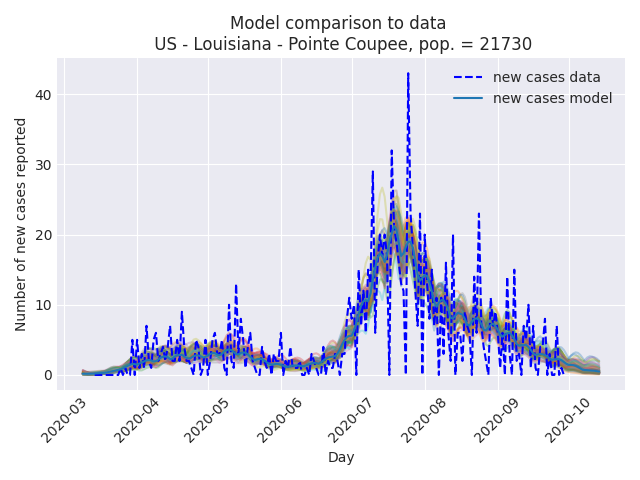 Model comparison to data
US - Louisiana - Pointe Coupee, pop. = 21730
new cases data
new cases model
Number of new cases reported
40
30
20
10
0
2020-03
2020-04
2020-05
2020-06
2020-07
2020-08
2020-09
2020-10
Day